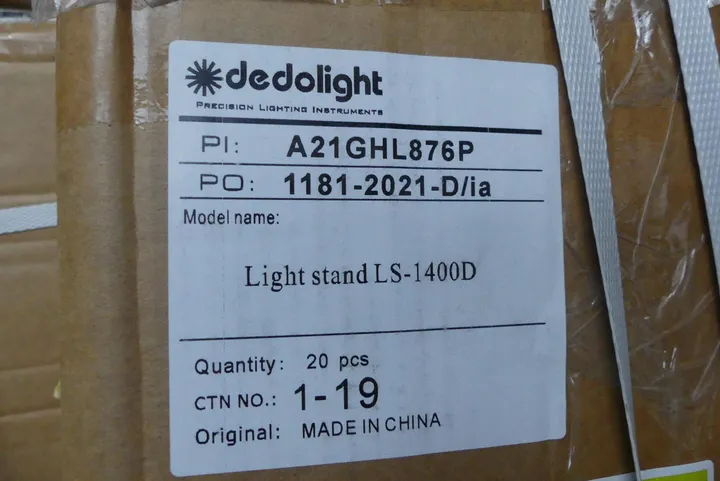 dedolight
PRECISION LIGHTING INSTRUMENTS
PI: A21GHL876P
PO: 1181-2021-D/ia
Model name:
Light stand LS-1400D
Quantity: 20 pcs
CTN NO.: 1-19
Original: MADE IN CHINA